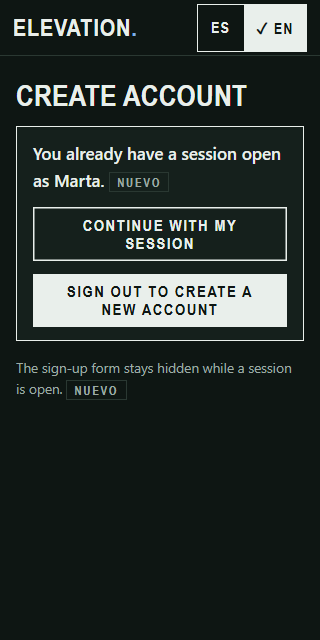 ELEVATION.
ES
✓ EN
CREATE ACCOUNT
You already have a session open
as Marta. NUEVO
CONTINUE WITH MY
SESSION
SIGN OUT TO CREATE A
NEW ACCOUNT
The sign-up form stays hidden while a session
is open. NUEVO